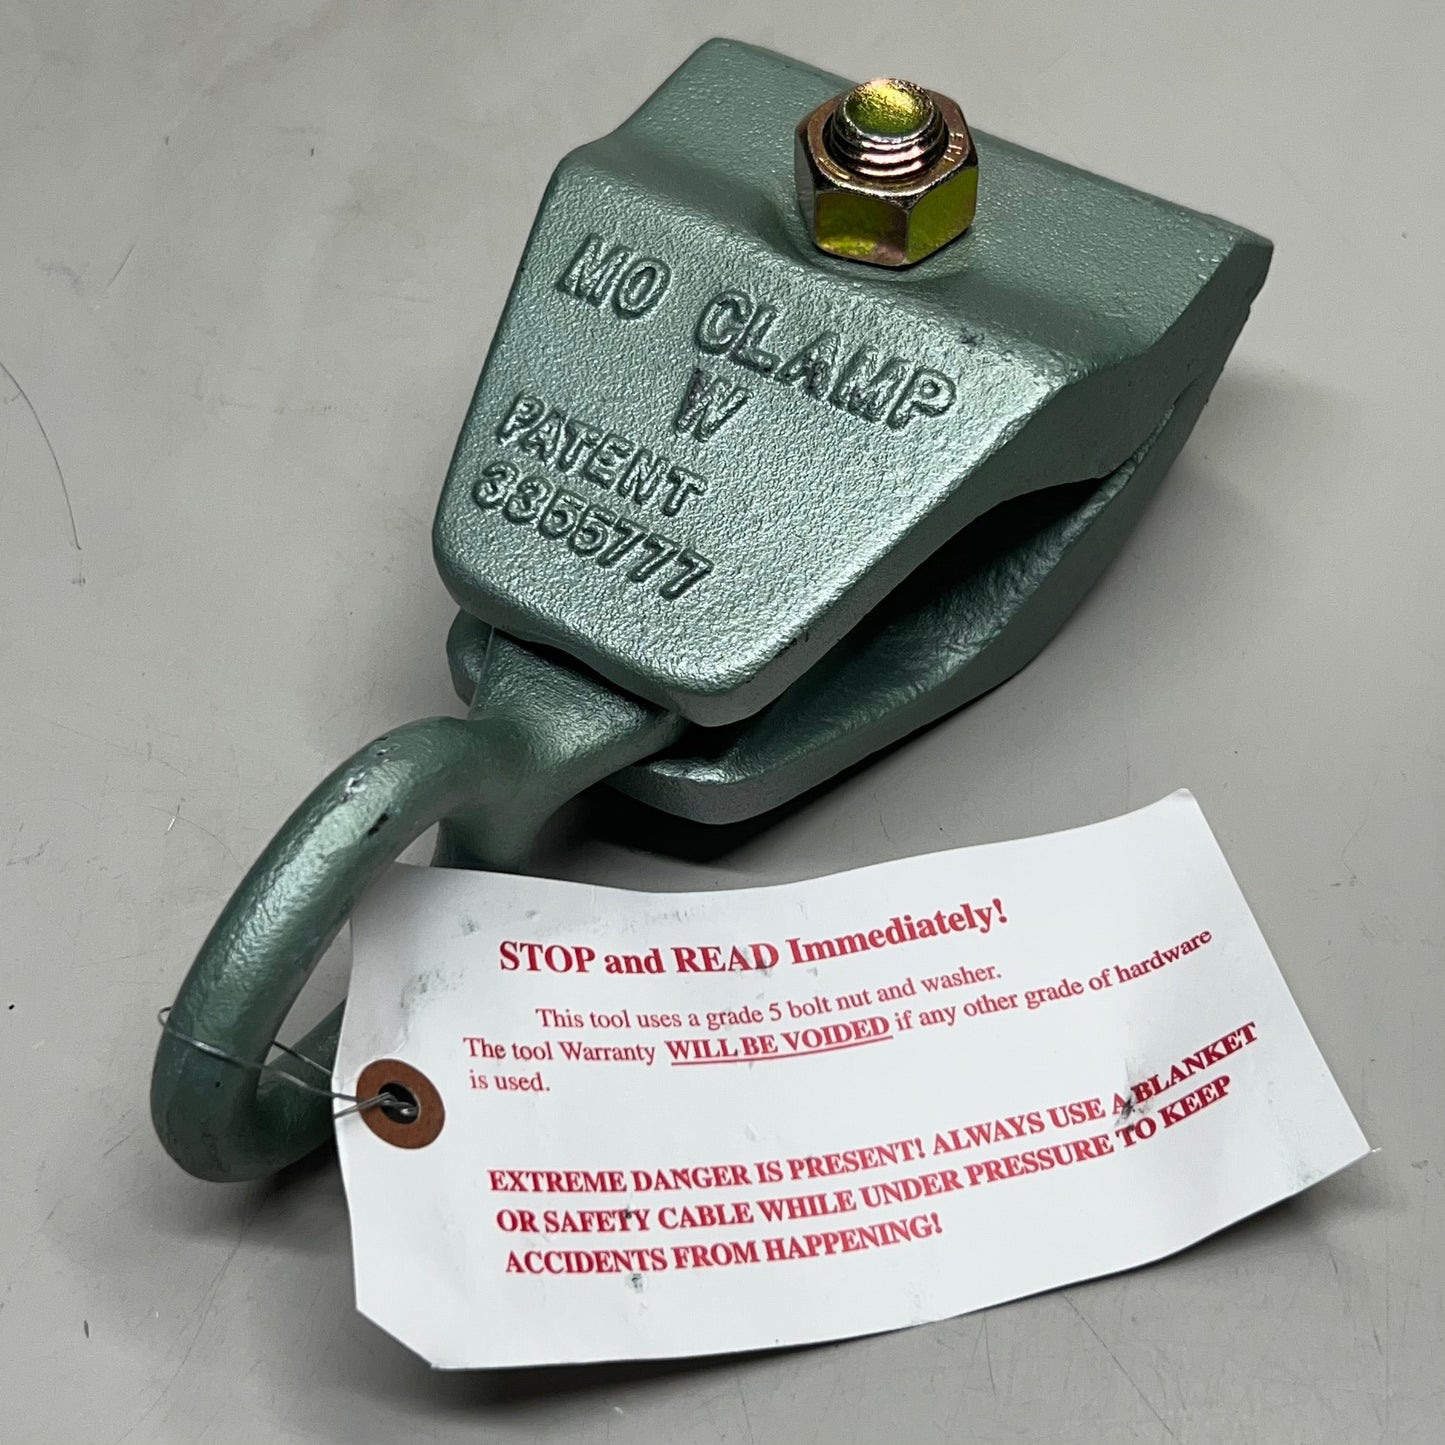 MO CLAMP
W
PATENT
3355777
STOP and READ Immediately!
This tool uses a grade 5 bolt nut and washer.
The tool Warranty WILL BE VOIDED if any other grade of hardware
is used.
EXTREME DANGER IS PRESENT! ALWAYS USE A BLANKET
OR SAFETY CABLE WHILE UNDER PRESSURE TO KEEP
ACCIDENTS FROM HAPPENING!